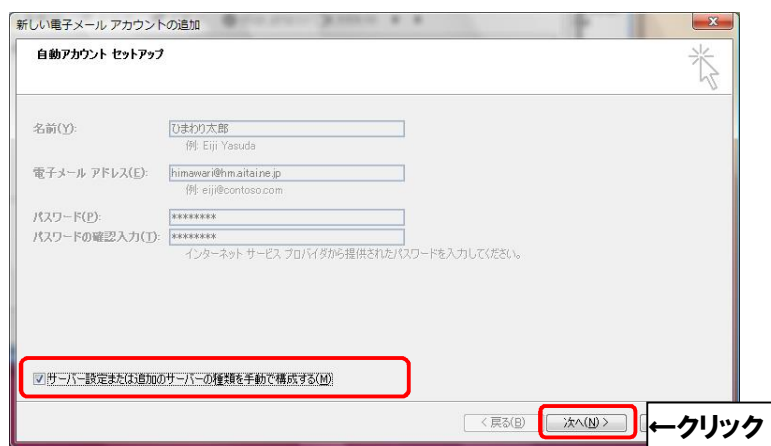 新しい電子メール アカウントの追加
自動アカウント セットアップ
名前(Y): ひまわり太郎
例: Eiji Yasuda
電子メール アドレス(E): himawari@hm.aitai.ne.jp
例: eiji@contoso.com
パスワード(P): ********
パスワードの確認入力(T): ********
インターネット サービス プロバイダから提供されたパスワードを入力してください。
サーバー設定または追加のサーバーの種類を手動で構成する(M)
< 戻る(B) 次へ(N) > ←クリック